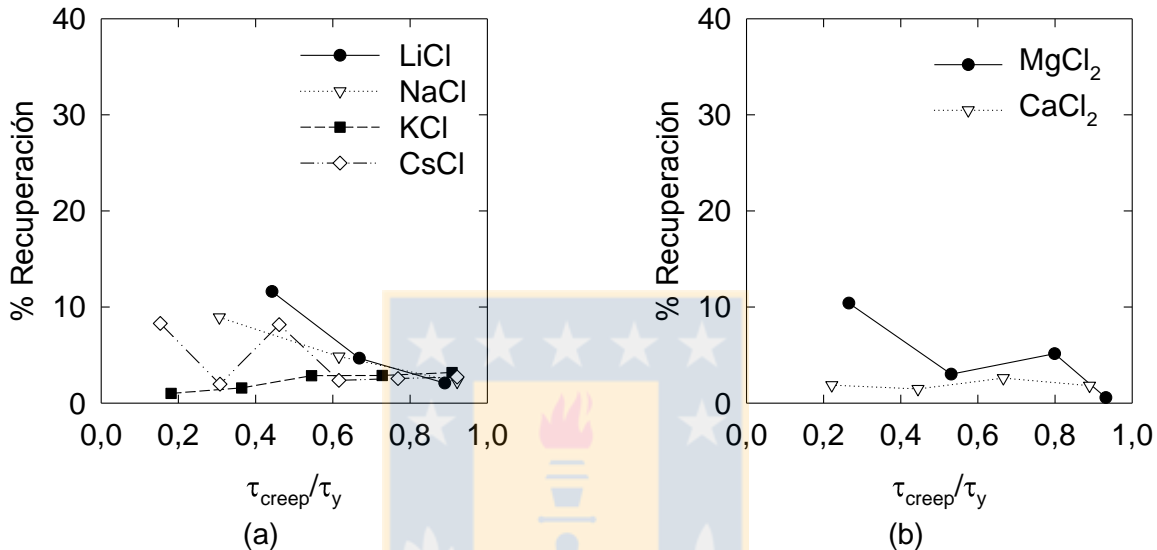 40
30
20
10
0
% Recuperación
LiCl
NaCl
KCl
CsCl
0,0 0,2 0,4 0,6 0,8 1,0
τcreep/τy
(a)
40
30
20
10
0
% Recuperación
MgCl2
CaCl2
0,0 0,2 0,4 0,6 0,8 1,0
τcreep/τy
(b)